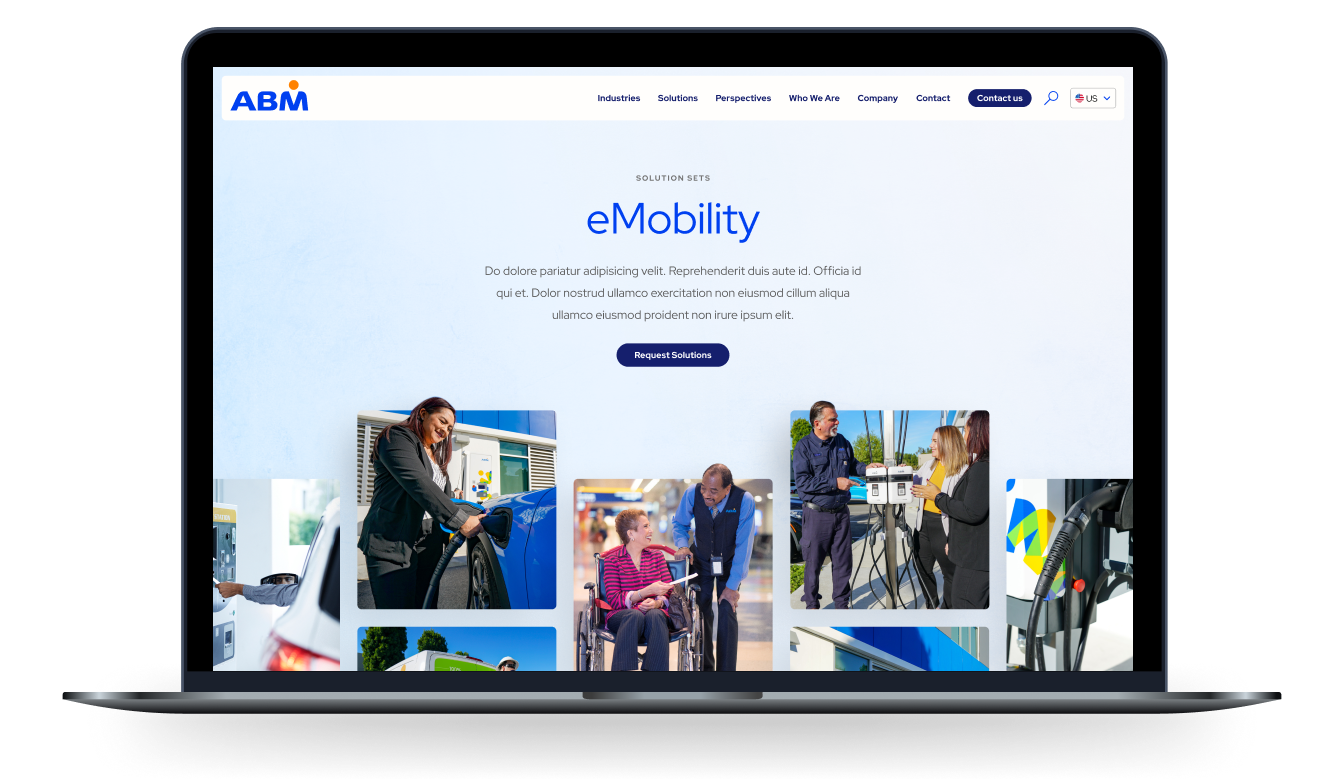 ABM
Industries Solutions Perspectives Who We Are Company Contact Contact us US
SOLUTION SETS
eMobility
Do dolore pariatur adipisicing velit. Reprehenderit duis aute id. Officia id
qui et. Dolor nostrud ullamco exercitation non eiusmod cillum aliqua
ullamco eiusmod proident non irure ipsum elit.
Request Solutions